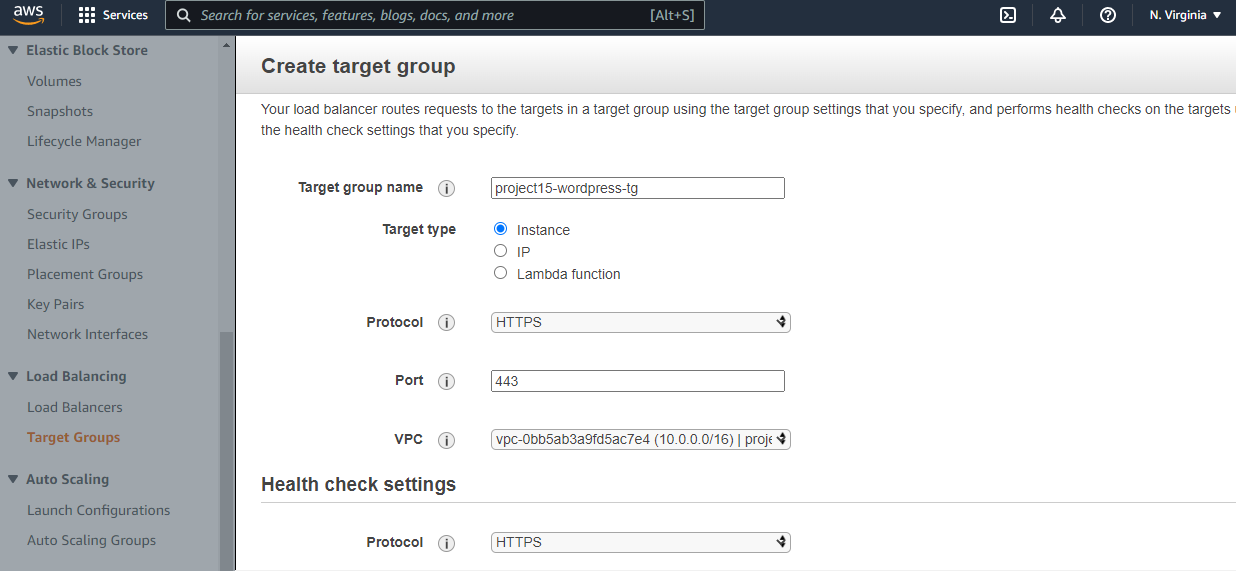 aws
Services
Search for services, features, blogs, docs, and more
[Alt+S]
N. Virginia
Elastic Block Store
Volumes
Snapshots
Lifecycle Manager
Network & Security
Security Groups
Elastic IPs
Placement Groups
Key Pairs
Network Interfaces
Load Balancing
Load Balancers
Target Groups
Auto Scaling
Launch Configurations
Auto Scaling Groups
Create target group
Your load balancer routes requests to the targets in a target group using the target group settings that you specify, and performs health checks on the targets
the health check settings that you specify.
Target group name
project15-wordpress-tg
Target type
Instance
IP
Lambda function
Protocol
HTTPS
Port
443
VPC
vpc-0bb5ab3a9fd5ac7e4 (10.0.0.0/16) | proje
Health check settings
Protocol
HTTPS